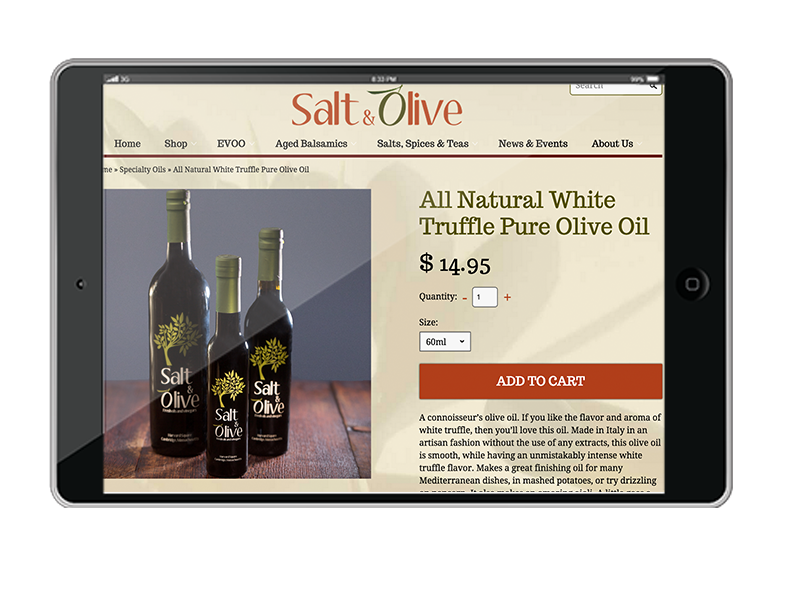 3G
8:33 PM
99%
Search
Salt & Olive
Home Shop EVOO Aged Balsamics Salts, Spices & Teas News & Events About Us
me » Specialty Oils » All Natural White Truffle Pure Olive Oil
All Natural White
Truffle Pure Olive Oil
$ 14.95
Quantity: - 1 +
Size:
60ml
ADD TO CART
A connoisseur's olive oil. If you like the flavor and aroma of
white truffle, then you'll love this oil. Made in Italy in an
artisan fashion without the use of any extracts, this olive oil
is smooth, while having an unmistakably intense white
truffle flavor. Makes a great finishing oil for many
Mediterranean dishes, in mashed potatoes, or try drizzling
Salt
&
Olive
Salt
&
Olive
Salt
&
Olive